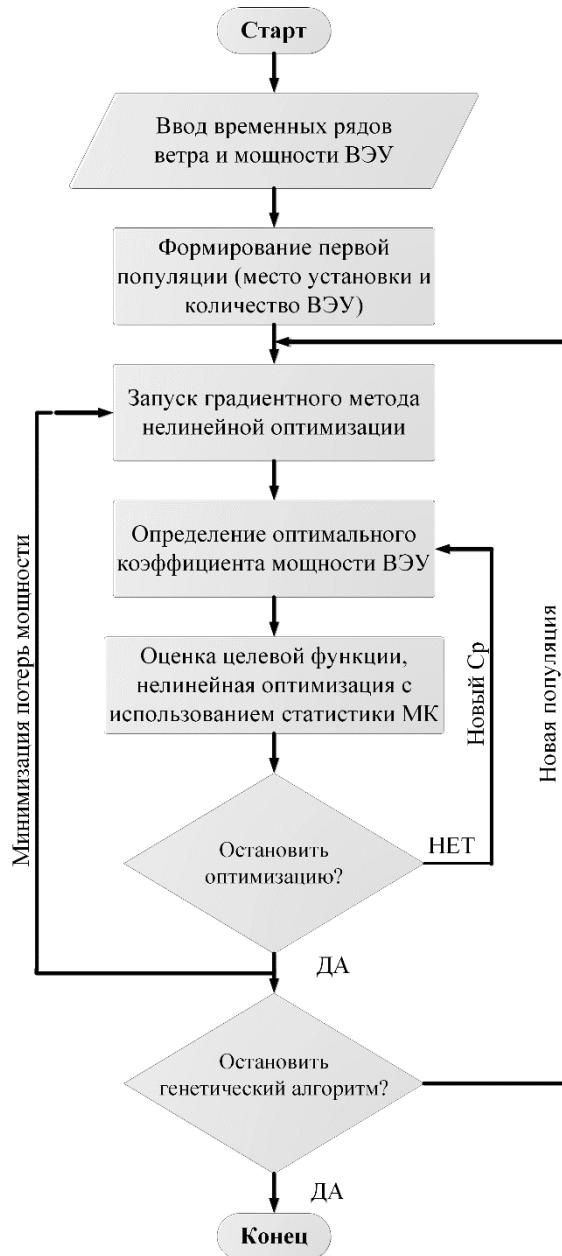 Старт
Ввод временных рядов
ветра и мощности ВЭУ
Формирование первой
популяции (место установки и
количество ВЭУ)
Запуск градиентного метода
нелинейной оптимизации
Определение оптимального
коэффициента мощности ВЭУ
Оценка целевой функции,
нелинейная оптимизация с
использованием статистики МК
Минимизация потерь мощности
Новый Ср
Новая популяция
Остановить
оптимизацию?
НЕТ
ДА
Остановить
генетический алгоритм?
ДА
Конец